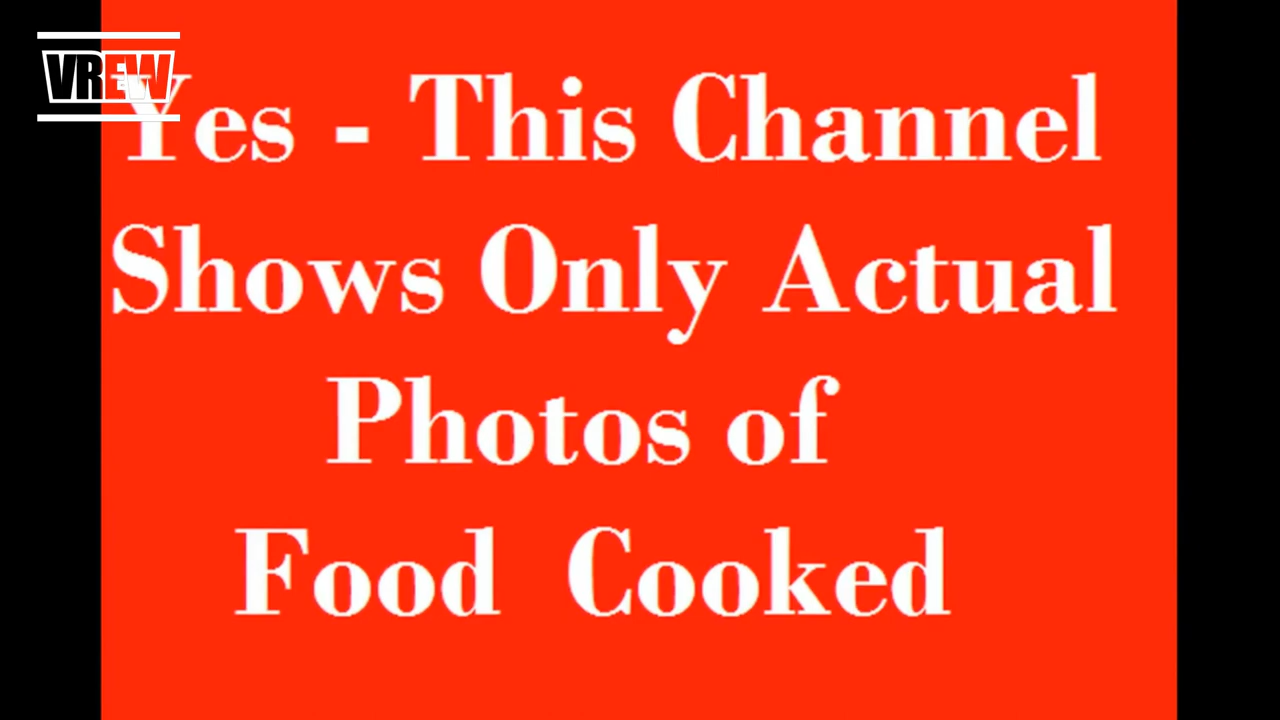 VREW
Yes - This Channel
Shows Only Actual
Photos of
Food Cooked